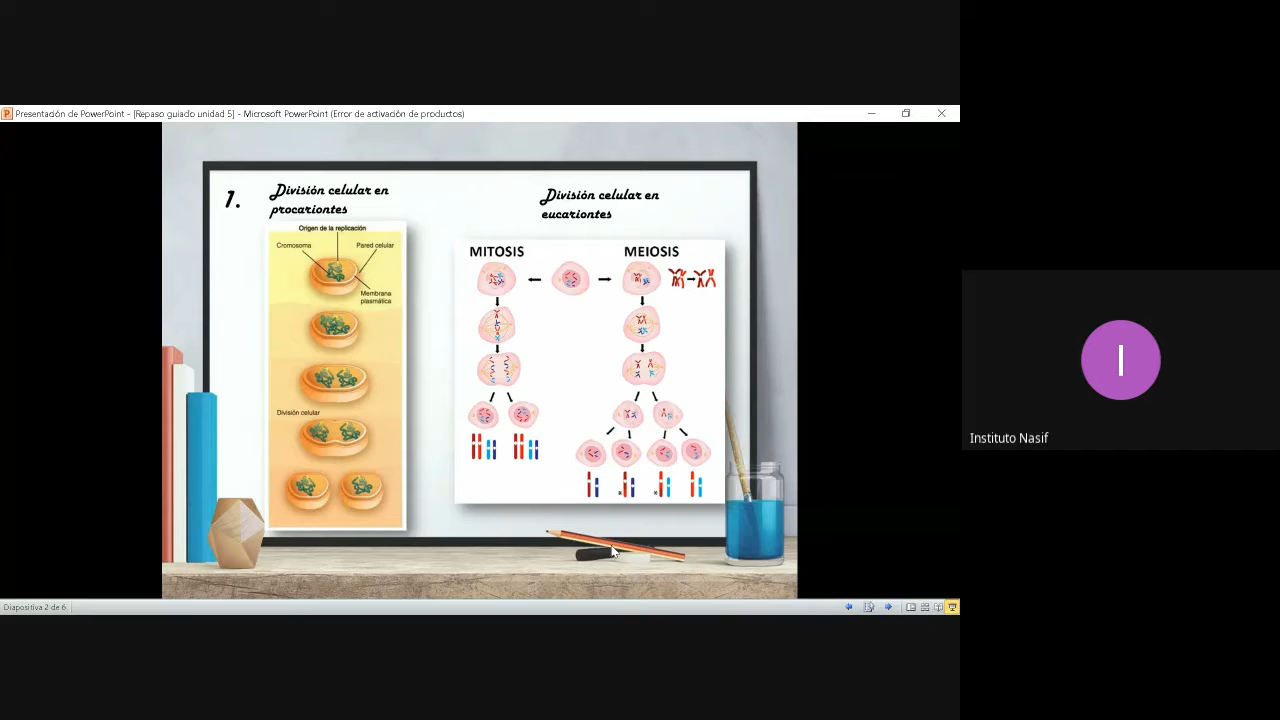 Presentación de PowerPoint - [Repaso guiado unidad 5] - Microsoft PowerPoint (Error de activación de productos)
1.
División celular en
procariontes
Origen de la replicación
Cromosoma
Pared celular
Membrana
plasmática
División celular
División celular en
eucariontes
MITOSIS
MEIOSIS
I
Instituto Nasif
Diapositiva 2 de 6